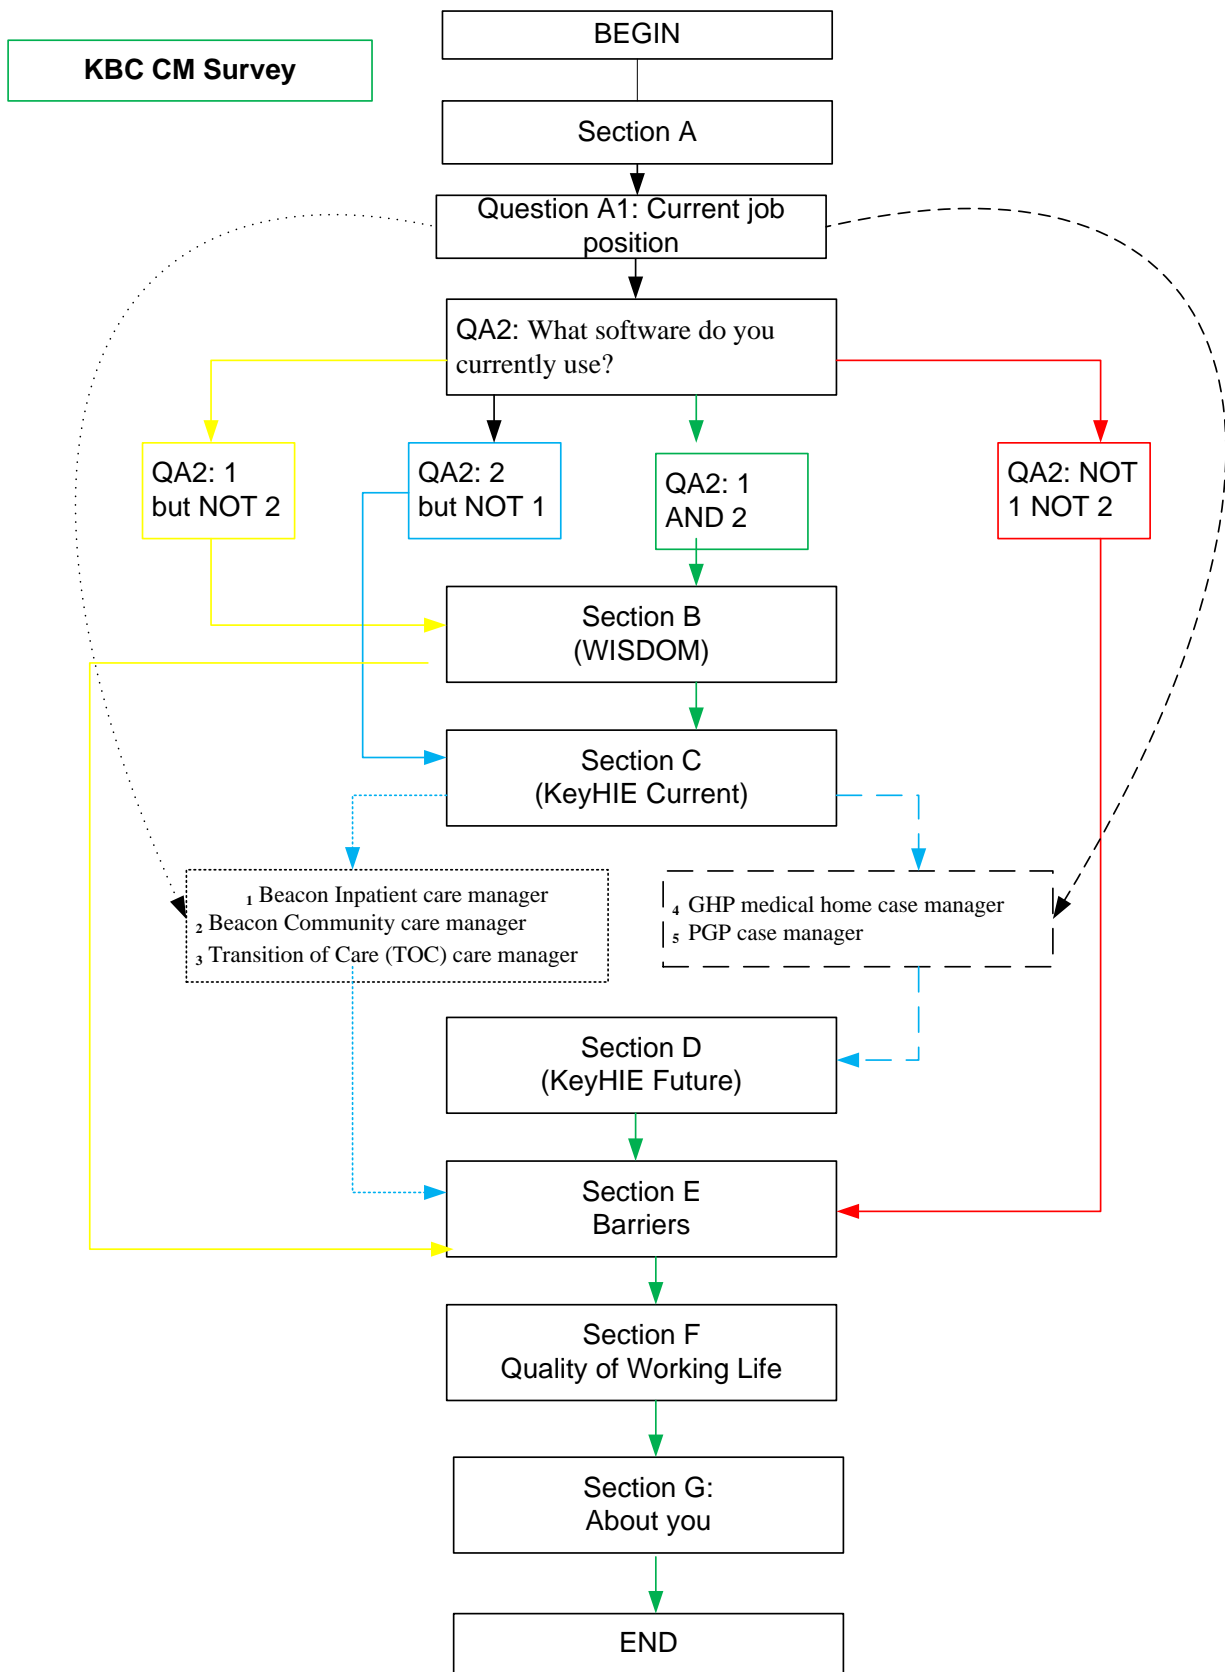 BEGIN
KBC CM Survey
Section A
Question A1: Current job
position
QA2: What software do you
currently use?
QA2: 1
but NOT 2
QA2: 2
but NOT 1
QA2: 1
AND 2
QA2: NOT
1 NOT 2
Section B
(WISDOM)
Section C
(KeyHIE Current)
1 Beacon Inpatient care manager
2 Beacon Community care manager
3 Transition of Care (TOC) care manager
4 GHP medical home case manager
5 PGP case manager
Section D
(KeyHIE Future)
Section E
Barriers
Section F
Quality of Working Life
Section G:
About you
END